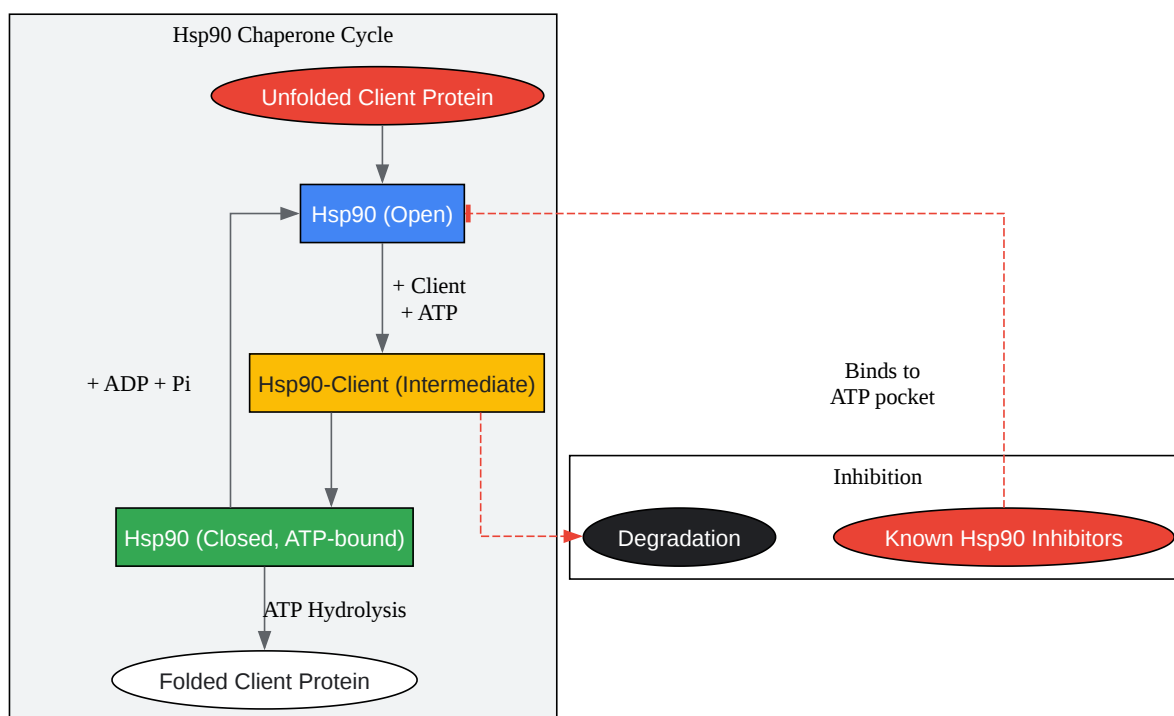 Hsp90 Chaperone Cycle
Unfolded Client Protein
Hsp90 (Open)
+ Client
+ ATP
+ ADP + Pi
Hsp90-Client (Intermediate)
Binds to
ATP pocket
Inhibition
Hsp90 (Closed, ATP-bound)
Degradation
Known Hsp90 Inhibitors
ATP Hydrolysis
Folded Client Protein